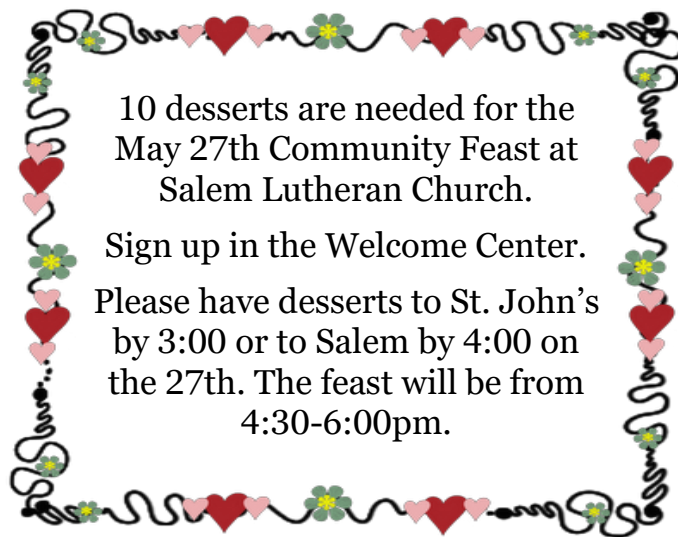 10 desserts are needed for the
May 27th Community Feast at
Salem Lutheran Church.
Sign up in the Welcome Center.
Please have desserts to St. John’s
by 3:00 or to Salem by 4:00 on
the 27th. The feast will be from
4:30-6:00pm.